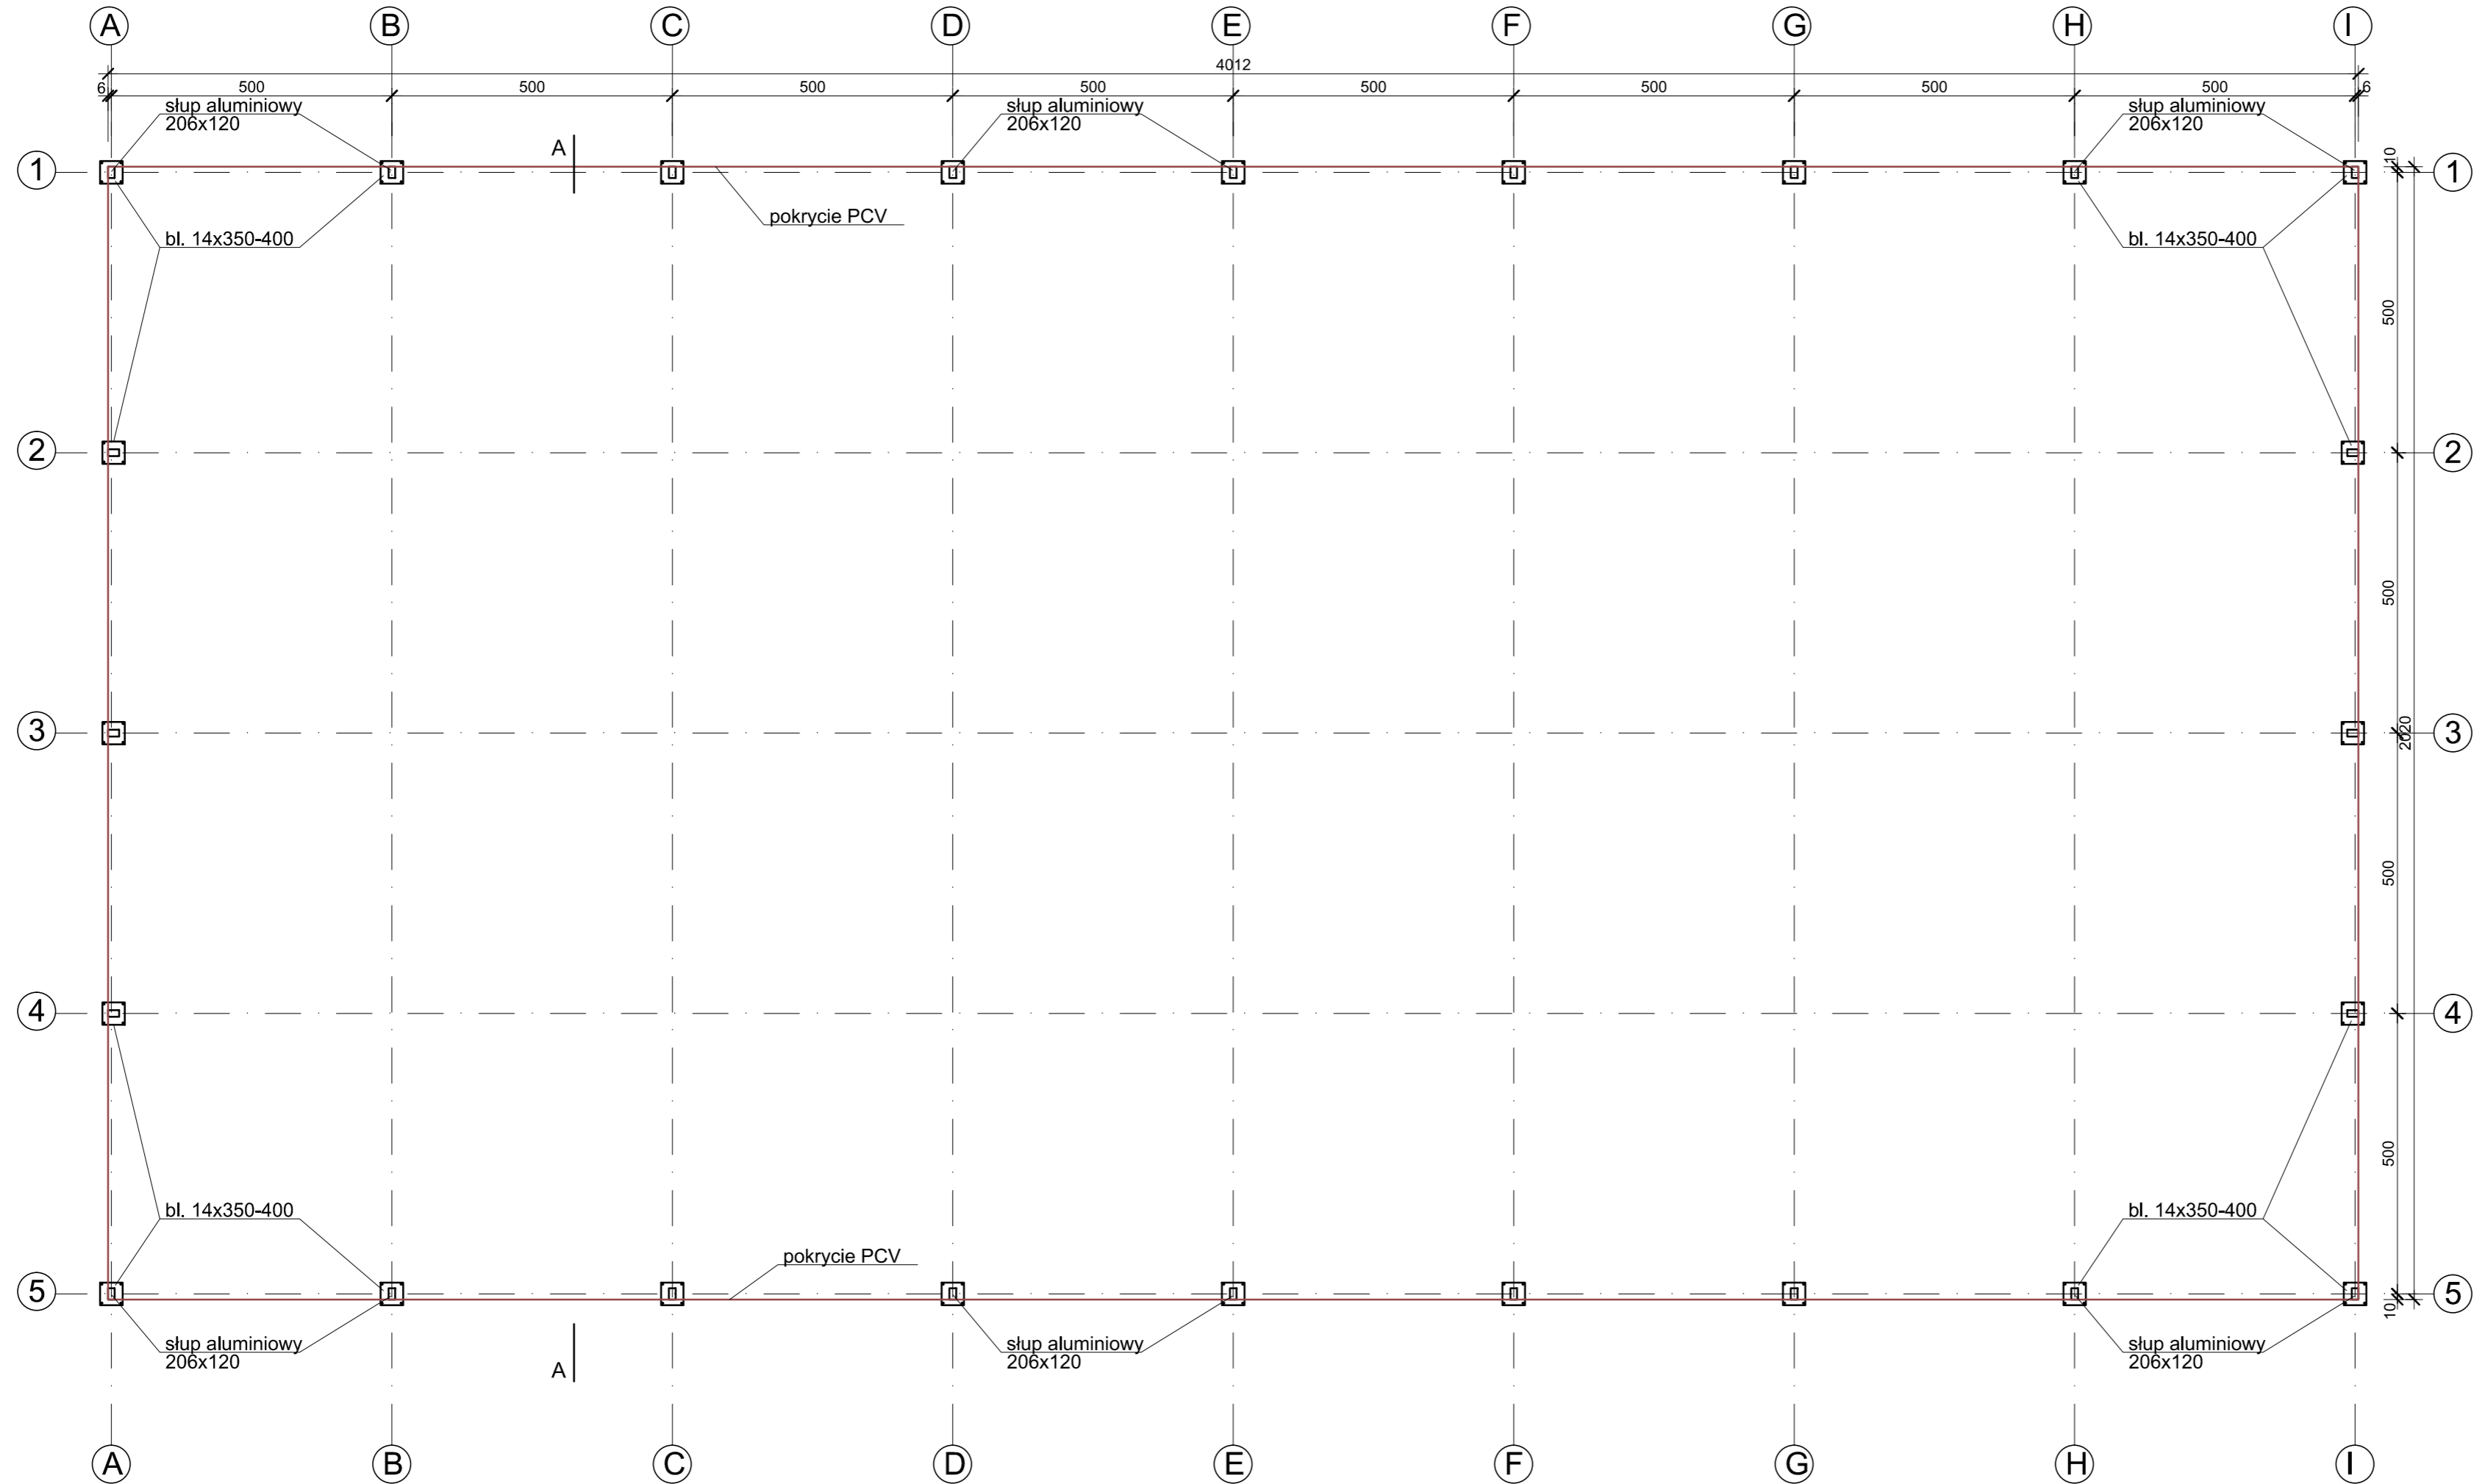 A B C D E F G H I
4012
6 500 500 500 500 500 500 500 500 6
słup aluminiowy
206x120
słup aluminiowy
206x120
słup aluminiowy
206x120
A
1 10 1
pokrycie PCV
bl. 14x350-400
bl. 14x350-400
500
2 2
500
3 2020 3
500
4 4
500
bl. 14x350-400
bl. 14x350-400
pokrycie PCV
5 10 5
słup aluminiowy
206x120
słup aluminiowy
206x120
słup aluminiowy
206x120
A
A B C D E F G H I